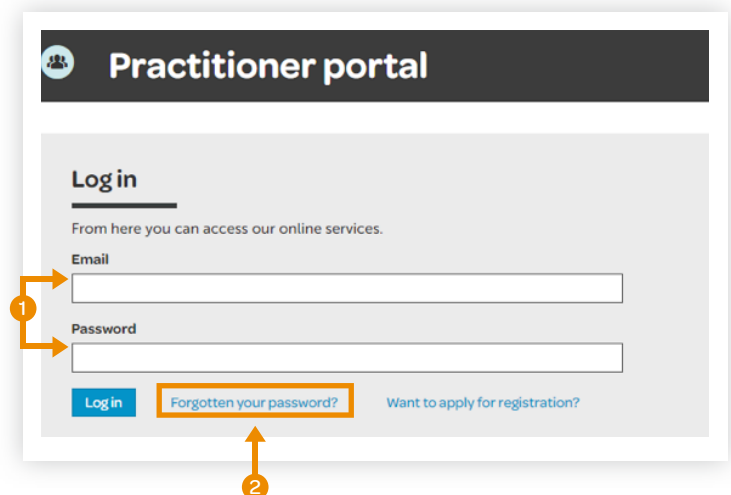 Practitioner portal
Log in
From here you can access our online services.
Email
1
Password
Log in Forgotten your password? Want to apply for registration?
2